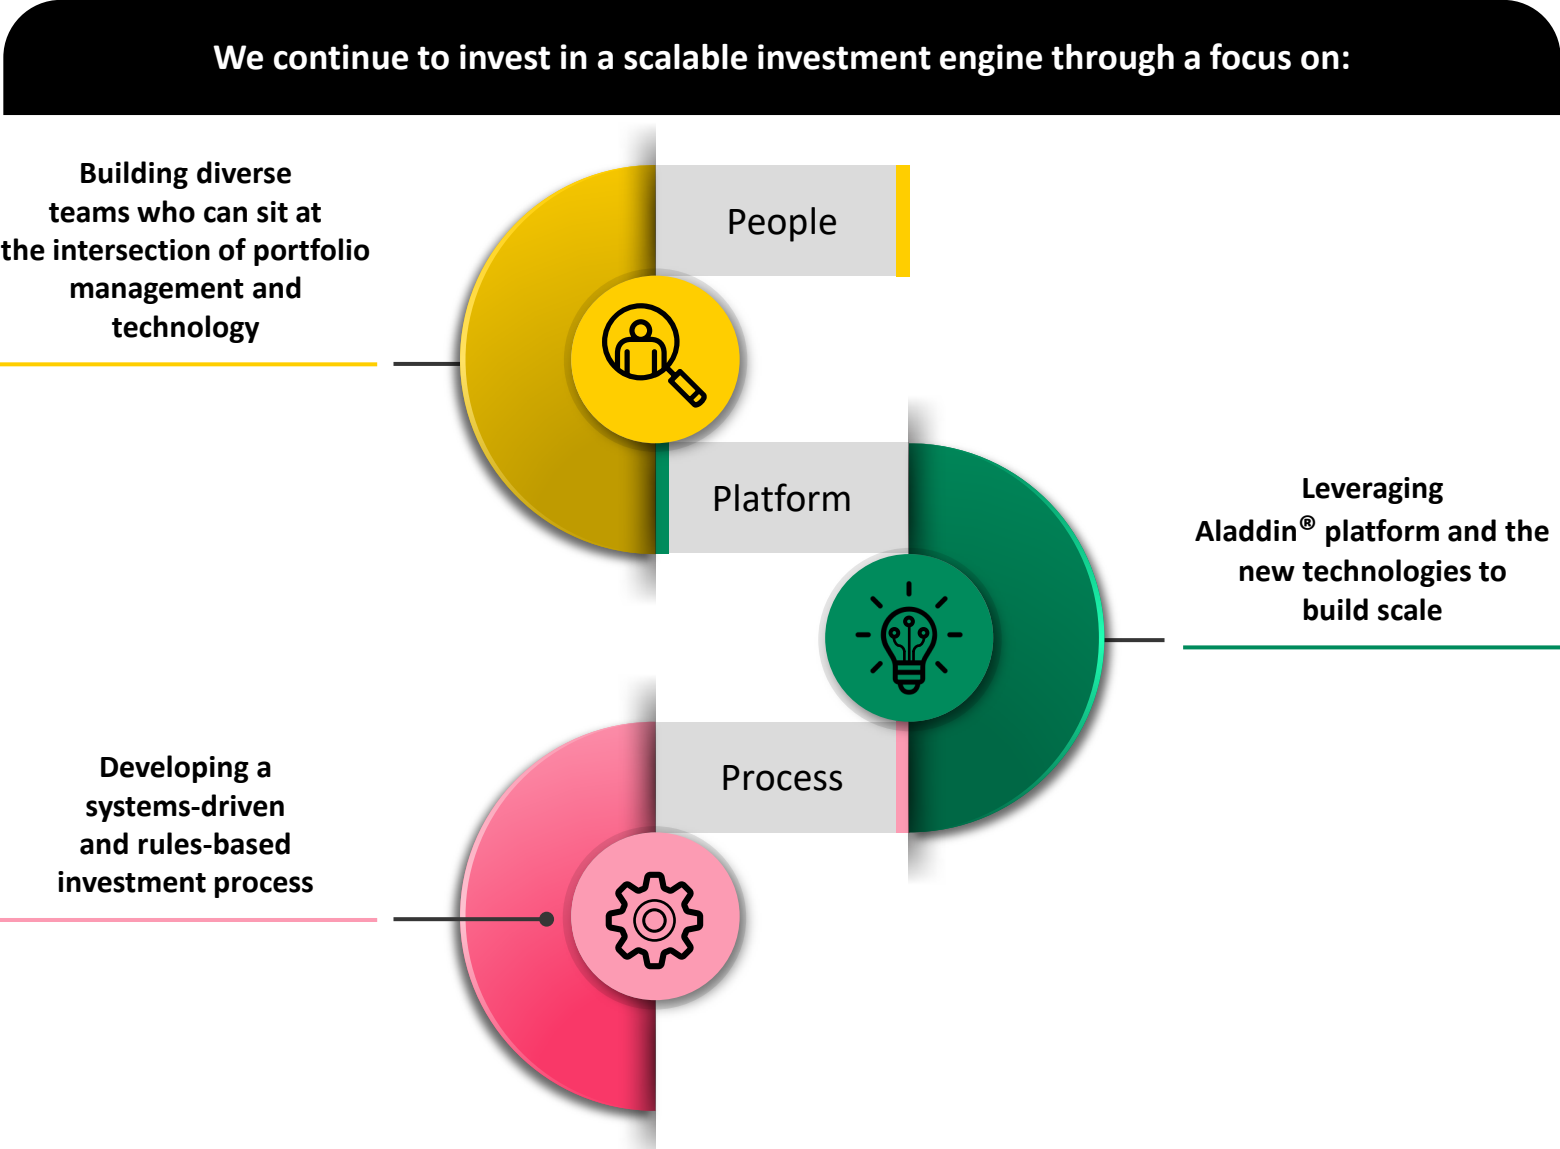 We continue to invest in a scalable investment engine through a focus on:
Building diverse
teams who can sit at
the intersection of portfolio
management and
technology
People
Platform
Leveraging
Aladdin® platform and the
new technologies to
build scale
Process
Developing a
systems-driven
and rules-based
investment process